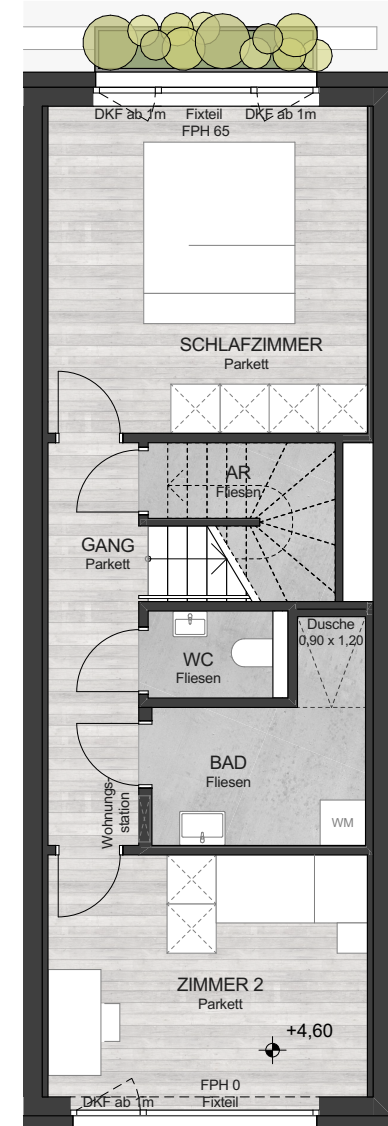 DKF ab 1m Fixteil DKF ab 1m
FPH 65
SCHLAFZIMMER
Parkett
AR
Fliesen
GANG
Parkett
Dusche
0,90 x 1,20
WC
Fliesen
BAD
Fliesen
Wohnungs-
station
WM
ZIMMER 2
Parkett
+4,60
FPH 0
DKF ab 1m Fixteil